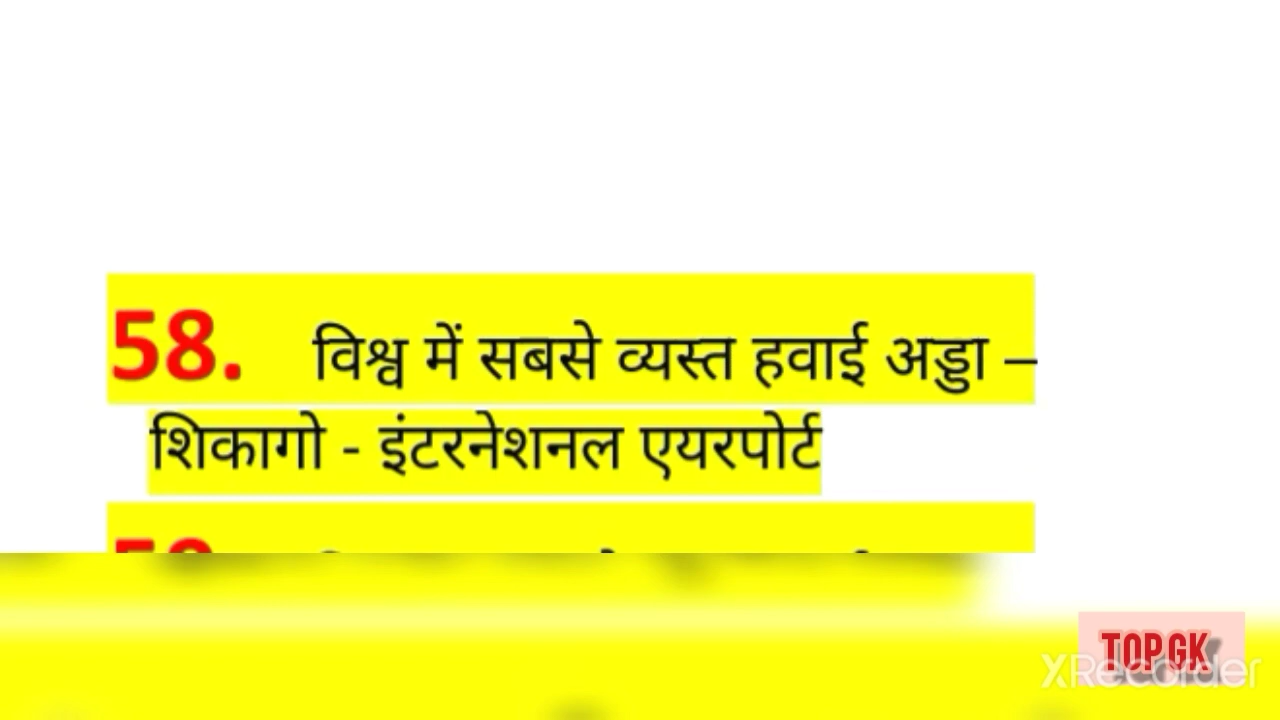 58. विश्व में सबसे व्यस्त हवाई अड्डा –
शिकागो - इंटरनेशनल एयरपोर्ट
TOP GK
XRecorder